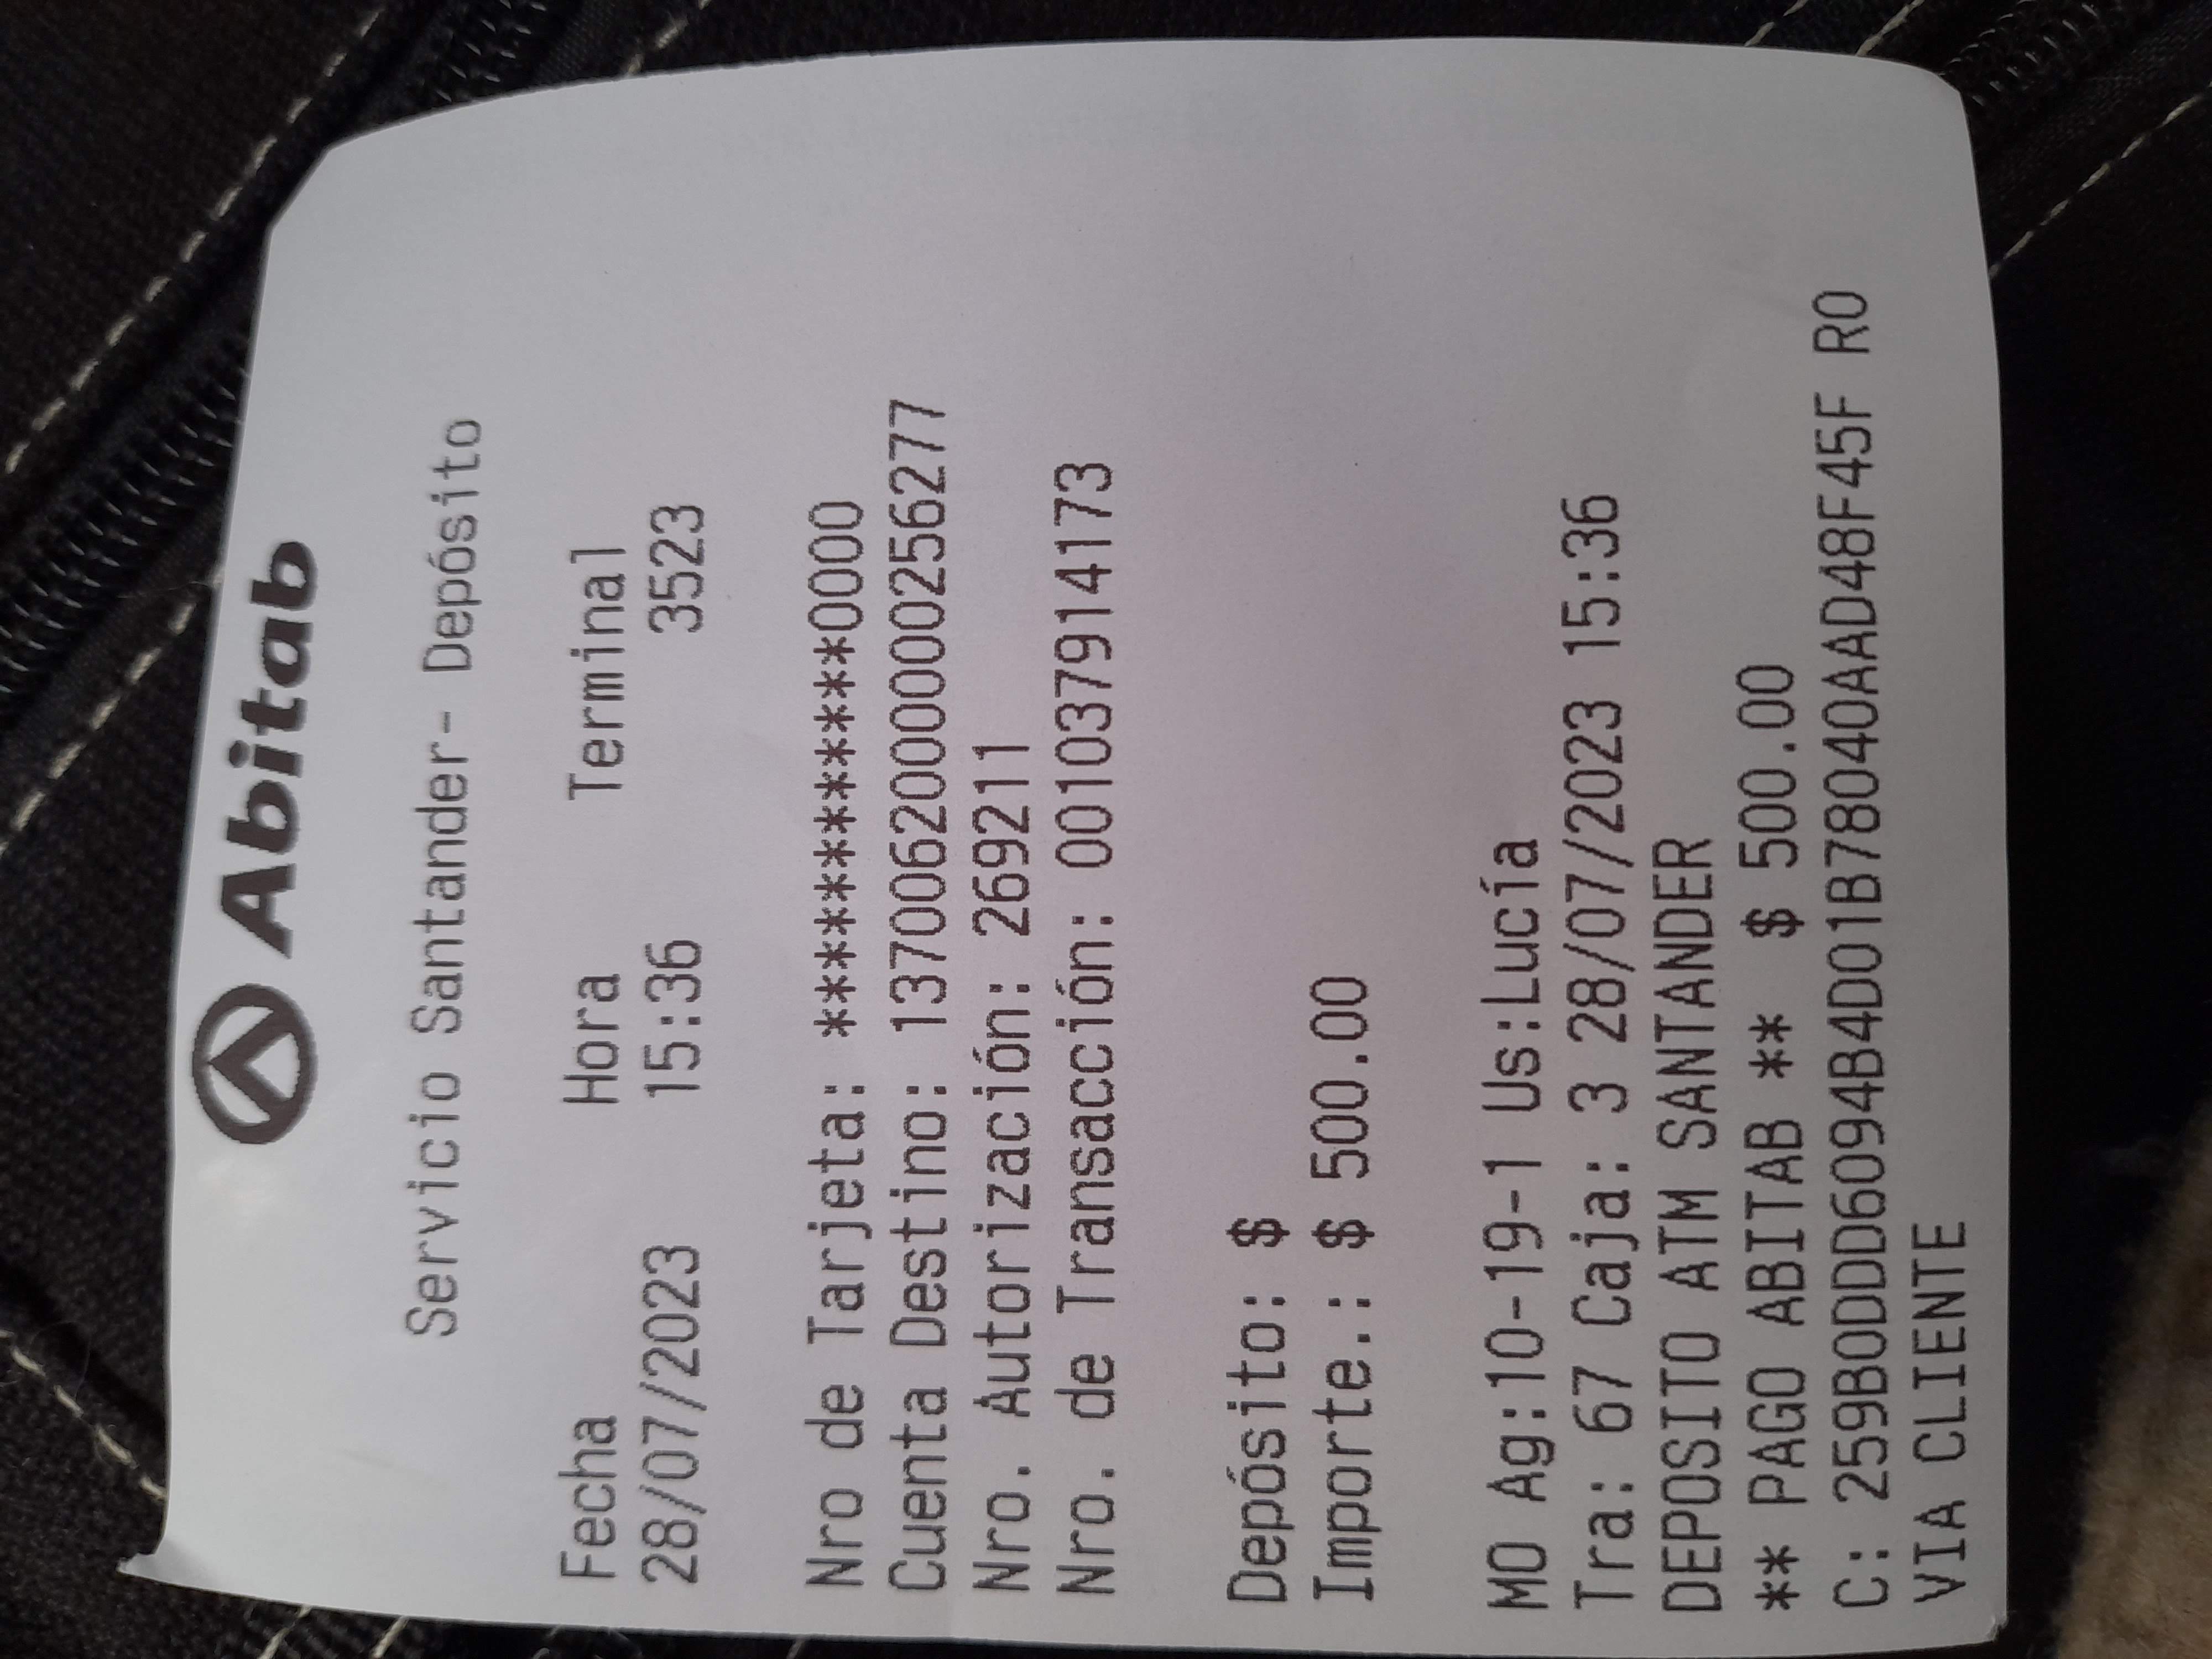 Abitab
Servicio Santander- Depósito
Fecha Hora Terminal
28/07/2023 15:36 3523
Nro de Tarjeta: ************0000
Cuenta Destino: 1370062000000256277
Nro. Autorización: 269211
Nro. de Transacción: 001037914173
Depósito: $
Importe.: $ 500.00
MO Ag:10-19-1 Us:Lucía
Tra: 67 Caja: 3 28/07/2023 15:36
DEPOSITO ATM SANTANDER
** PAGO ABITAB ** $ 500.00
C: 259B0DDD6094B4D01B78040AAD48F45F RO
VIA CLIENTE